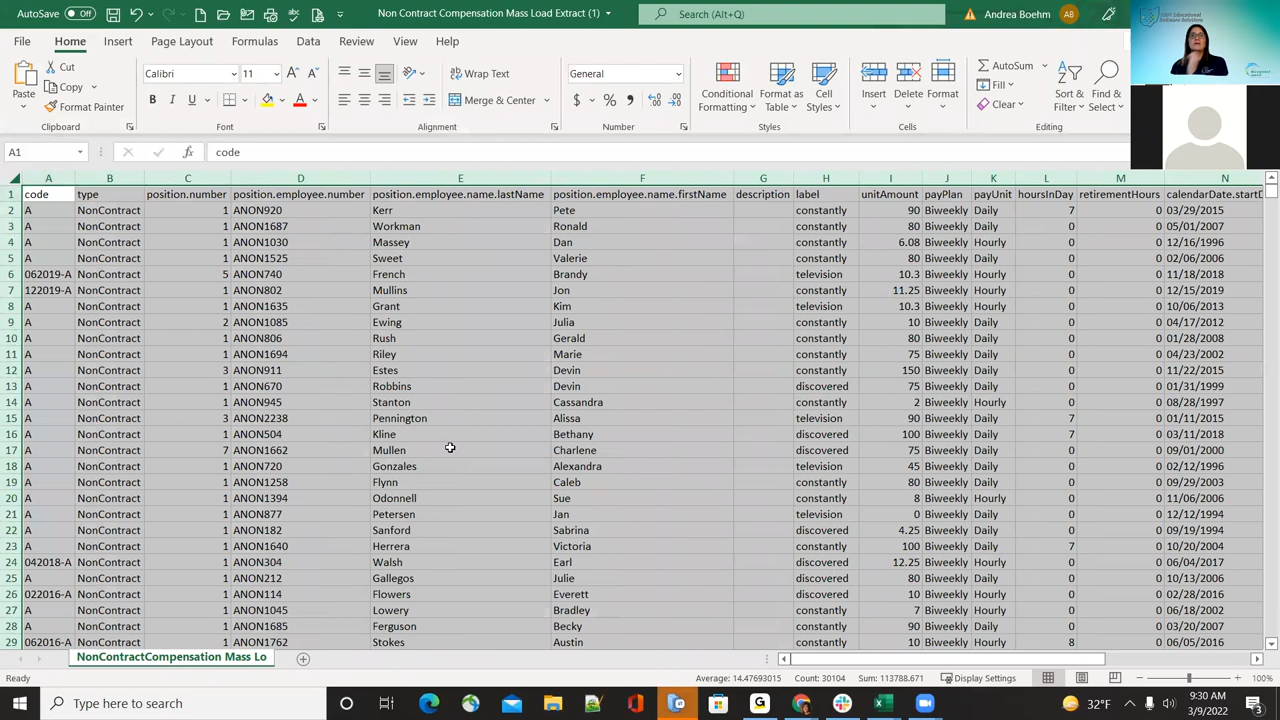 AutoSave Off Non Contract Compensation Mass Load Extract (1) Search (Alt+Q) Andrea Boehm AB
File Home Insert Page Layout Formulas Data Review View Help
Paste Cut Copy Format Painter Clipboard
Calibri 11 B I U Font
Wrap Text Merge & Center Alignment
General $ % Number
Conditional Formatting Format as Table Cell Styles Styles
Insert Delete Format Cells
AutoSum Fill Clear Sort & Filter Find & Select Editing
A1 fx code
A B C D E F G H I J K L M N
1 code type position.number position.employee.number position.employee.name.lastName position.employee.name.firstName description label unitAmount payPlan payUnit hoursInDay retirementHours calendarDate.startD
2 A NonContract 1 ANON920 Kerr Pete constantly 90 Biweekly Daily 7 0 03/29/2015
3 A NonContract 1 ANON1687 Workman Ronald constantly 80 Biweekly Daily 0 0 05/01/2007
4 A NonContract 1 ANON1030 Massey Dan constantly 6.08 Biweekly Hourly 0 0 12/16/1996
5 A NonContract 1 ANON1525 Sweet Valerie constantly 80 Biweekly Daily 0 0 02/06/2006
6 062019-A NonContract 5 ANON740 French Brandy television 10.3 Biweekly Hourly 0 0 11/18/2018
7 122019-A NonContract 1 ANON802 Mullins Jon constantly 11.25 Biweekly Hourly 0 0 12/15/2019
8 A NonContract 1 ANON1635 Grant Kim television 10.3 Biweekly Hourly 0 0 10/06/2013
9 A NonContract 2 ANON1085 Ewing Julia constantly 10 Biweekly Daily 0 0 04/17/2012
10 A NonContract 1 ANON806 Rush Gerald constantly 80 Biweekly Daily 0 0 01/28/2008
11 A NonContract 1 ANON1694 Riley Marie constantly 75 Biweekly Daily 0 0 04/23/2002
12 A NonContract 3 ANON911 Estes Devin constantly 150 Biweekly Daily 0 0 11/22/2015
13 A NonContract 1 ANON670 Robbins Devin discovered 75 Biweekly Daily 0 0 01/31/1999
14 A NonContract 1 ANON945 Stanton Cassandra constantly 2 Biweekly Hourly 0 0 08/28/1997
15 A NonContract 3 ANON2238 Pennington Alissa television 90 Biweekly Daily 7 0 01/11/2015
16 A NonContract 1 ANON504 Kline Bethany discovered 100 Biweekly Daily 7 0 03/11/2018
17 A NonContract 7 ANON1662 Mullen Charlene discovered 75 Biweekly Daily 0 0 09/01/2000
18 A NonContract 1 ANON720 Gonzales Alexandra television 45 Biweekly Daily 0 0 02/12/1996
19 A NonContract 1 ANON1258 Flynn Caleb constantly 80 Biweekly Daily 0 0 09/29/2003
20 A NonContract 1 ANON1394 Odonnell Sue constantly 8 Biweekly Hourly 0 0 11/06/2006
21 A NonContract 1 ANON877 Petersen Jan television 0 Biweekly Daily 0 0 12/12/1994
22 A NonContract 1 ANON182 Sanford Sabrina discovered 4.25 Biweekly Hourly 0 0 09/19/1994
23 A NonContract 1 ANON1640 Herrera Victoria constantly 100 Biweekly Daily 7 0 10/20/2004
24 042018-A NonContract 1 ANON304 Walsh Earl discovered 12.25 Biweekly Hourly 0 0 06/04/2017
25 A NonContract 1 ANON212 Gallegos Julie discovered 80 Biweekly Daily 0 0 10/13/2006
26 022016-A NonContract 1 ANON114 Flowers Everett discovered 10 Biweekly Hourly 0 0 02/28/2016
27 A NonContract 1 ANON1045 Lowery Bradley constantly 7 Biweekly Hourly 0 0 06/18/2002
28 A NonContract 1 ANON1685 Ferguson Becky constantly 90 Biweekly Daily 0 0 03/20/2007
29 062016-A NonContract 1 ANON1762 Stokes Austin constantly 10 Biweekly Hourly 8 0 06/05/2016
NonContractCompensation Mass Lo
Ready Average: 14.47693015 Count: 30104 Sum: 113788.671 Display Settings 100%
Type here to search 32°F 9:30 AM
3/9/2022